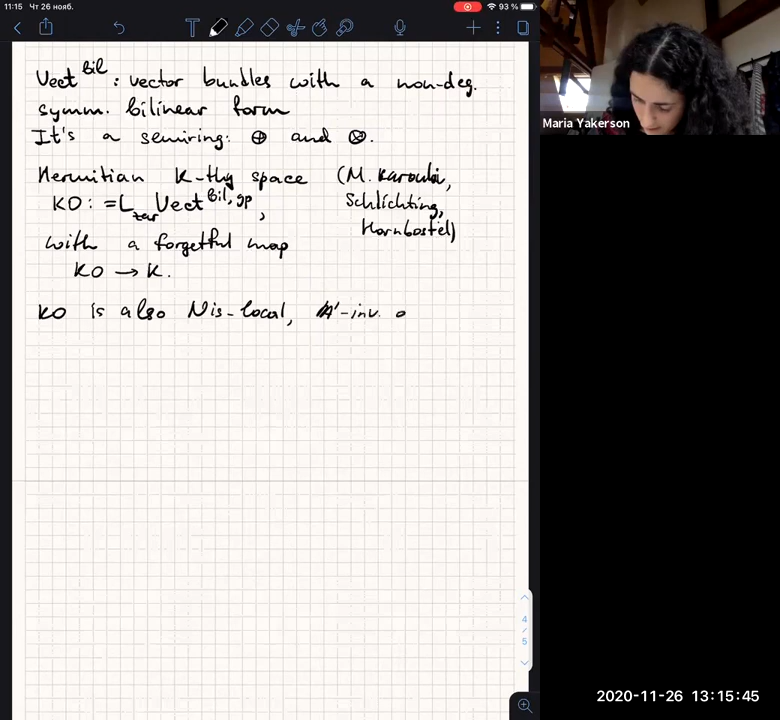 11:15 Чт 26 нояб.
93 %
Vect^Bil : vector bundles with a non-deg.
symm. bilinear form
It's a semiring: ⊕ and ⊗.
Hermitian K-thy space (M. Karoubi,
KO := L_zar Vect^Bil, gp, Schlichting,
with a forgetful map Hornbostel)
KO → K.
KO is also Nis-local, A¹-inv. o
4
/
5
Maria Yakerson
2020-11-26 13:15:45